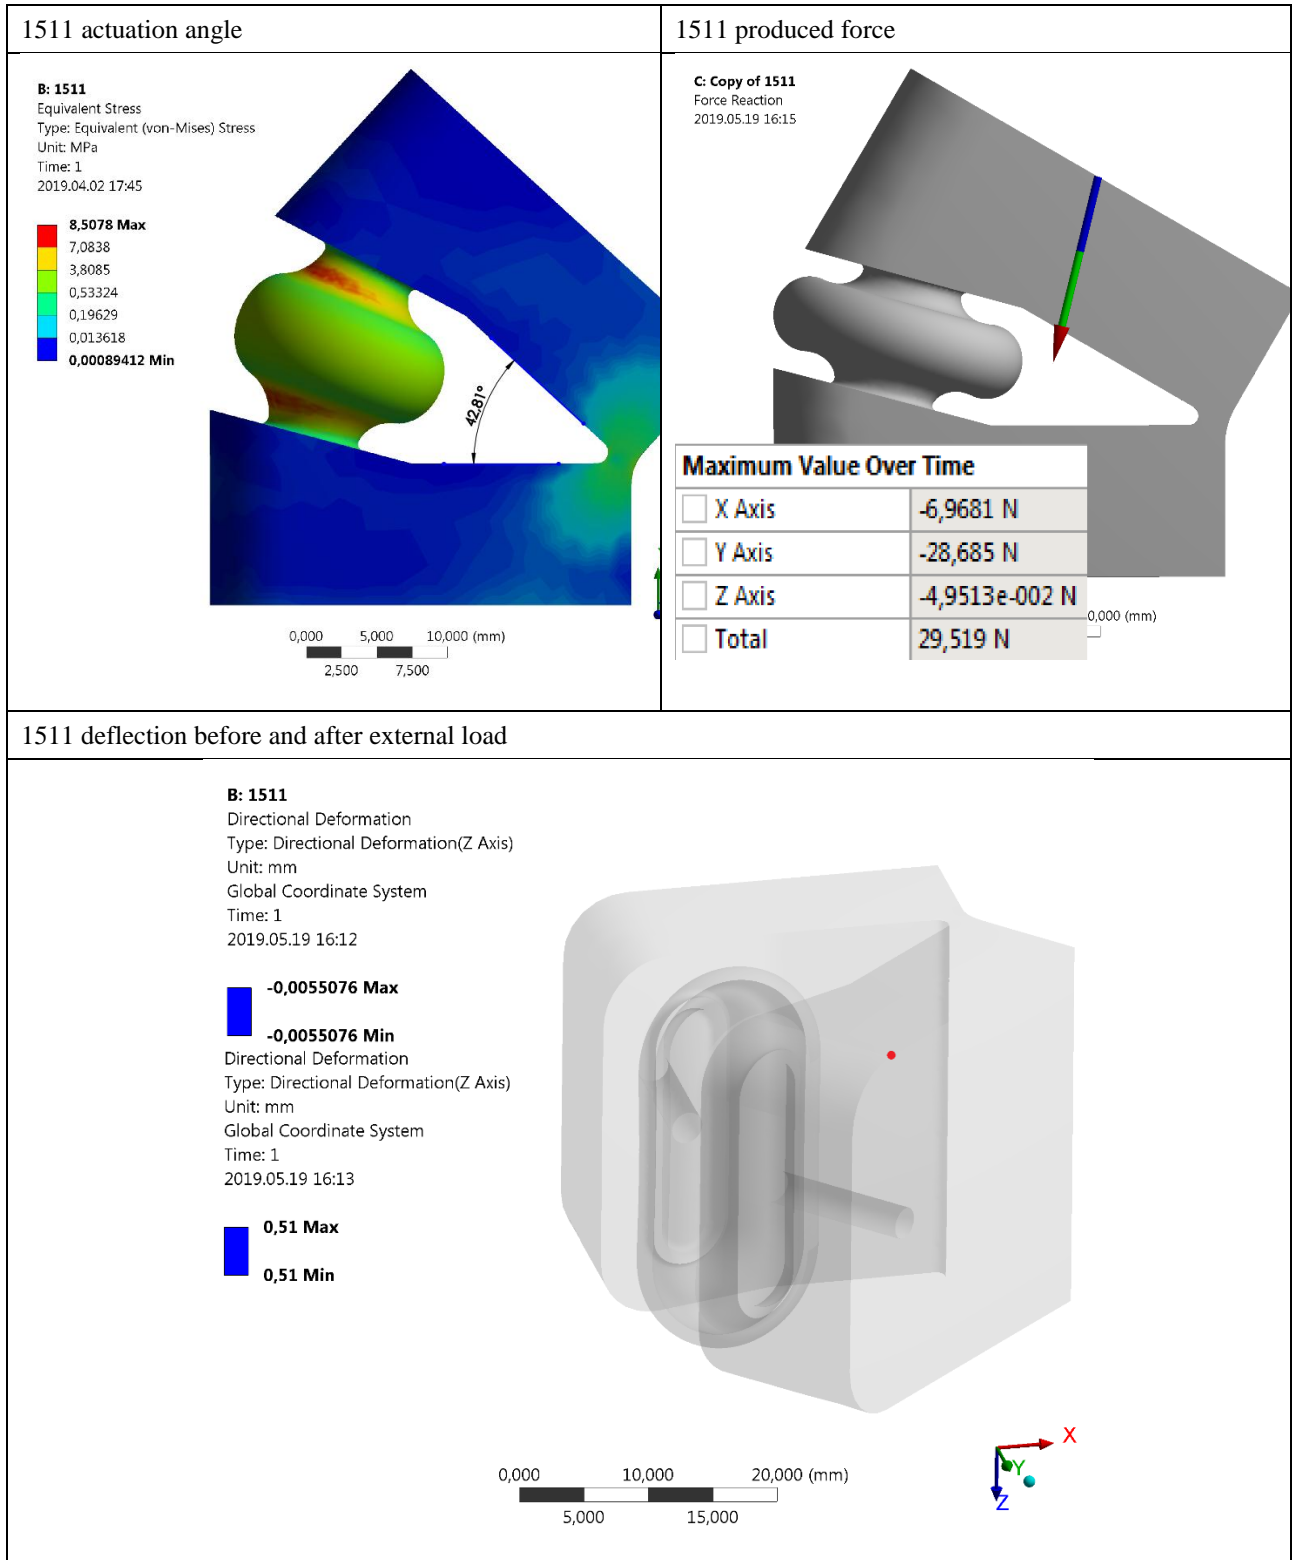 1511 actuation angle
B: 1511
Equivalent Stress
Type: Equivalent (von-Mises) Stress
Unit: MPa
Time: 1
2019.04.02 17:45
8,5078 Max
7,0838
3,8085
0,53324
0,19629
0,013618
0,00089412 Min
42,81°
0,000 5,000 10,000 (mm)
2,500 7,500
1511 produced force
C: Copy of 1511
Force Reaction
2019.05.19 16:15
Maximum Value Over Time
X Axis -6,9681 N
Y Axis -28,685 N
Z Axis -4,9513e-002 N
Total 29,519 N
0,000 (mm)
1511 deflection before and after external load
B: 1511
Directional Deformation
Type: Directional Deformation(Z Axis)
Unit: mm
Global Coordinate System
Time: 1
2019.05.19 16:12
-0,0055076 Max
-0,0055076 Min
Directional Deformation
Type: Directional Deformation(Z Axis)
Unit: mm
Global Coordinate System
Time: 1
2019.05.19 16:13
0,51 Max
0,51 Min
0,000 10,000 20,000 (mm)
5,000 15,000
X
Y
Z